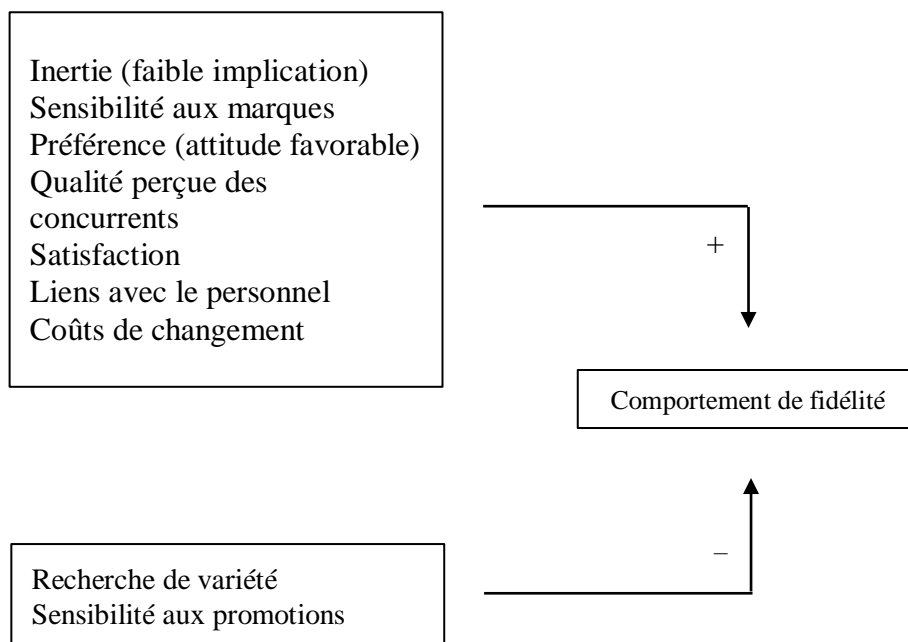 Inertie (faible implication)
Sensibilité aux marques
Préférence (attitude favorable)
Qualité perçue des
concurrents
Satisfaction
Liens avec le personnel
Coûts de changement
+
Comportement de fidélité
–
Recherche de variété
Sensibilité aux promotions